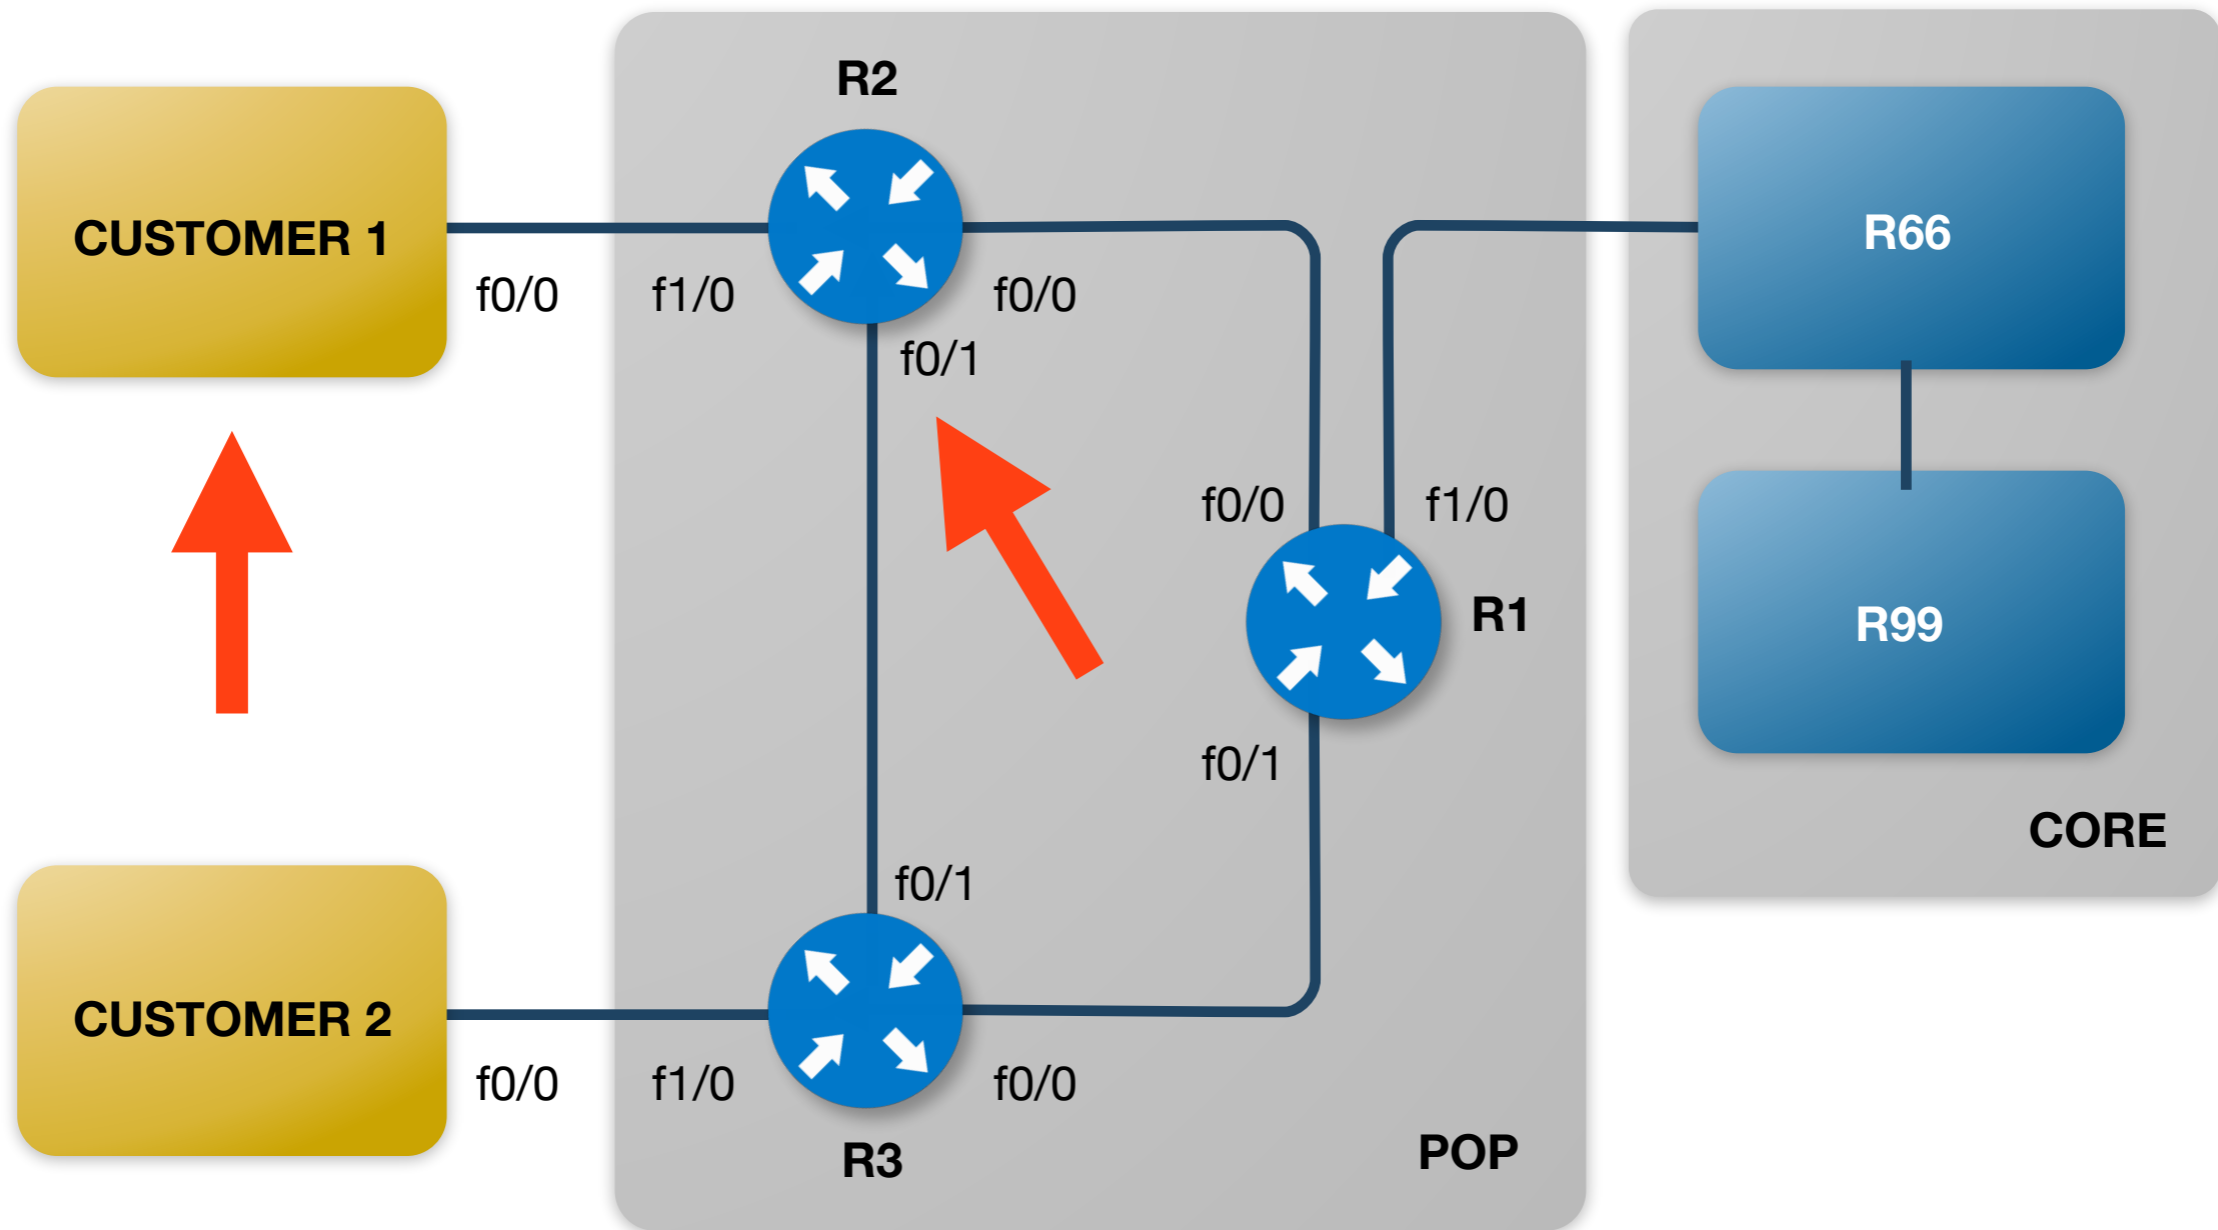 R2
CUSTOMER 1
f0/0
f1/0
f0/0
f0/1
R66
f0/0
f1/0
R1
R99
f0/1
CORE
f0/1
CUSTOMER 2
f0/0
f1/0
f0/0
R3
POP